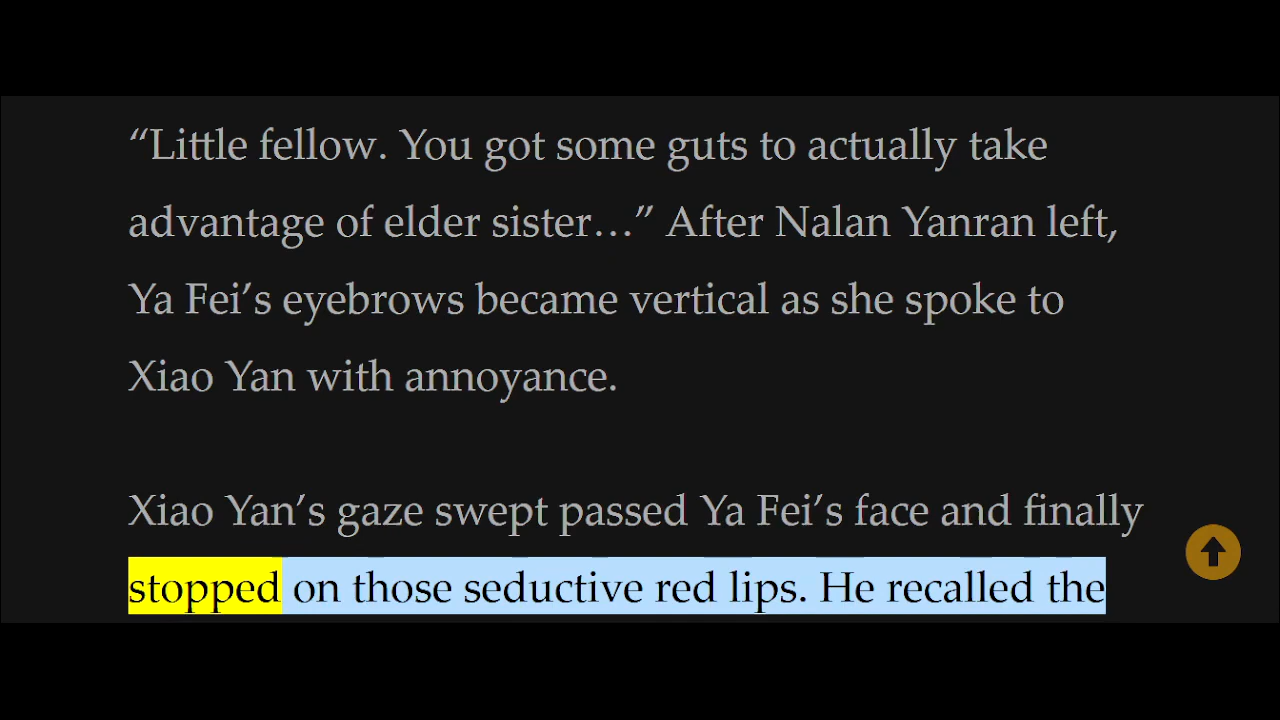 “Little fellow. You got some guts to actually take
advantage of elder sister…” After Nalan Yanran left,
Ya Fei’s eyebrows became vertical as she spoke to
Xiao Yan with annoyance.
Xiao Yan’s gaze swept passed Ya Fei’s face and finally
stopped on those seductive red lips. He recalled the